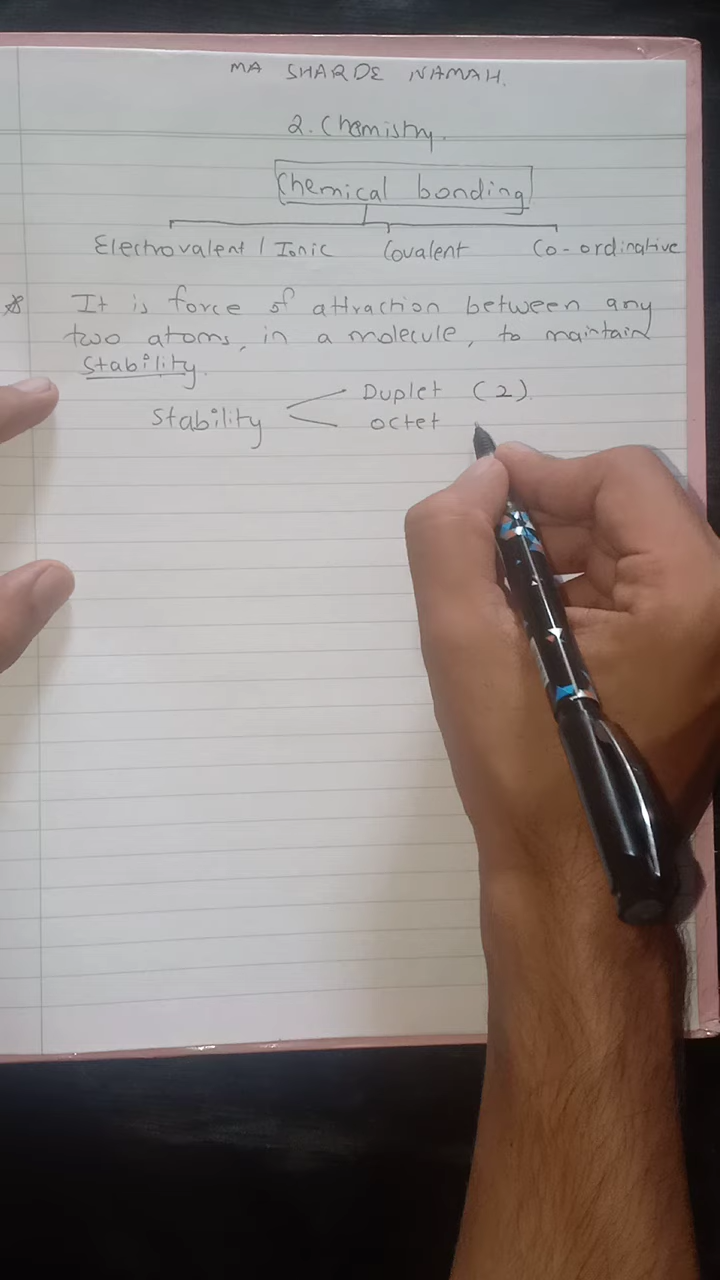 MA SHARDE NAMAH.
2. Chemistry.
Chemical bonding
Electrovalent / Ionic Covalent Co-ordinative
It is force of attraction between any
two atoms, in a molecule, to maintain
Stability.
Stability Duplet (2).
octet